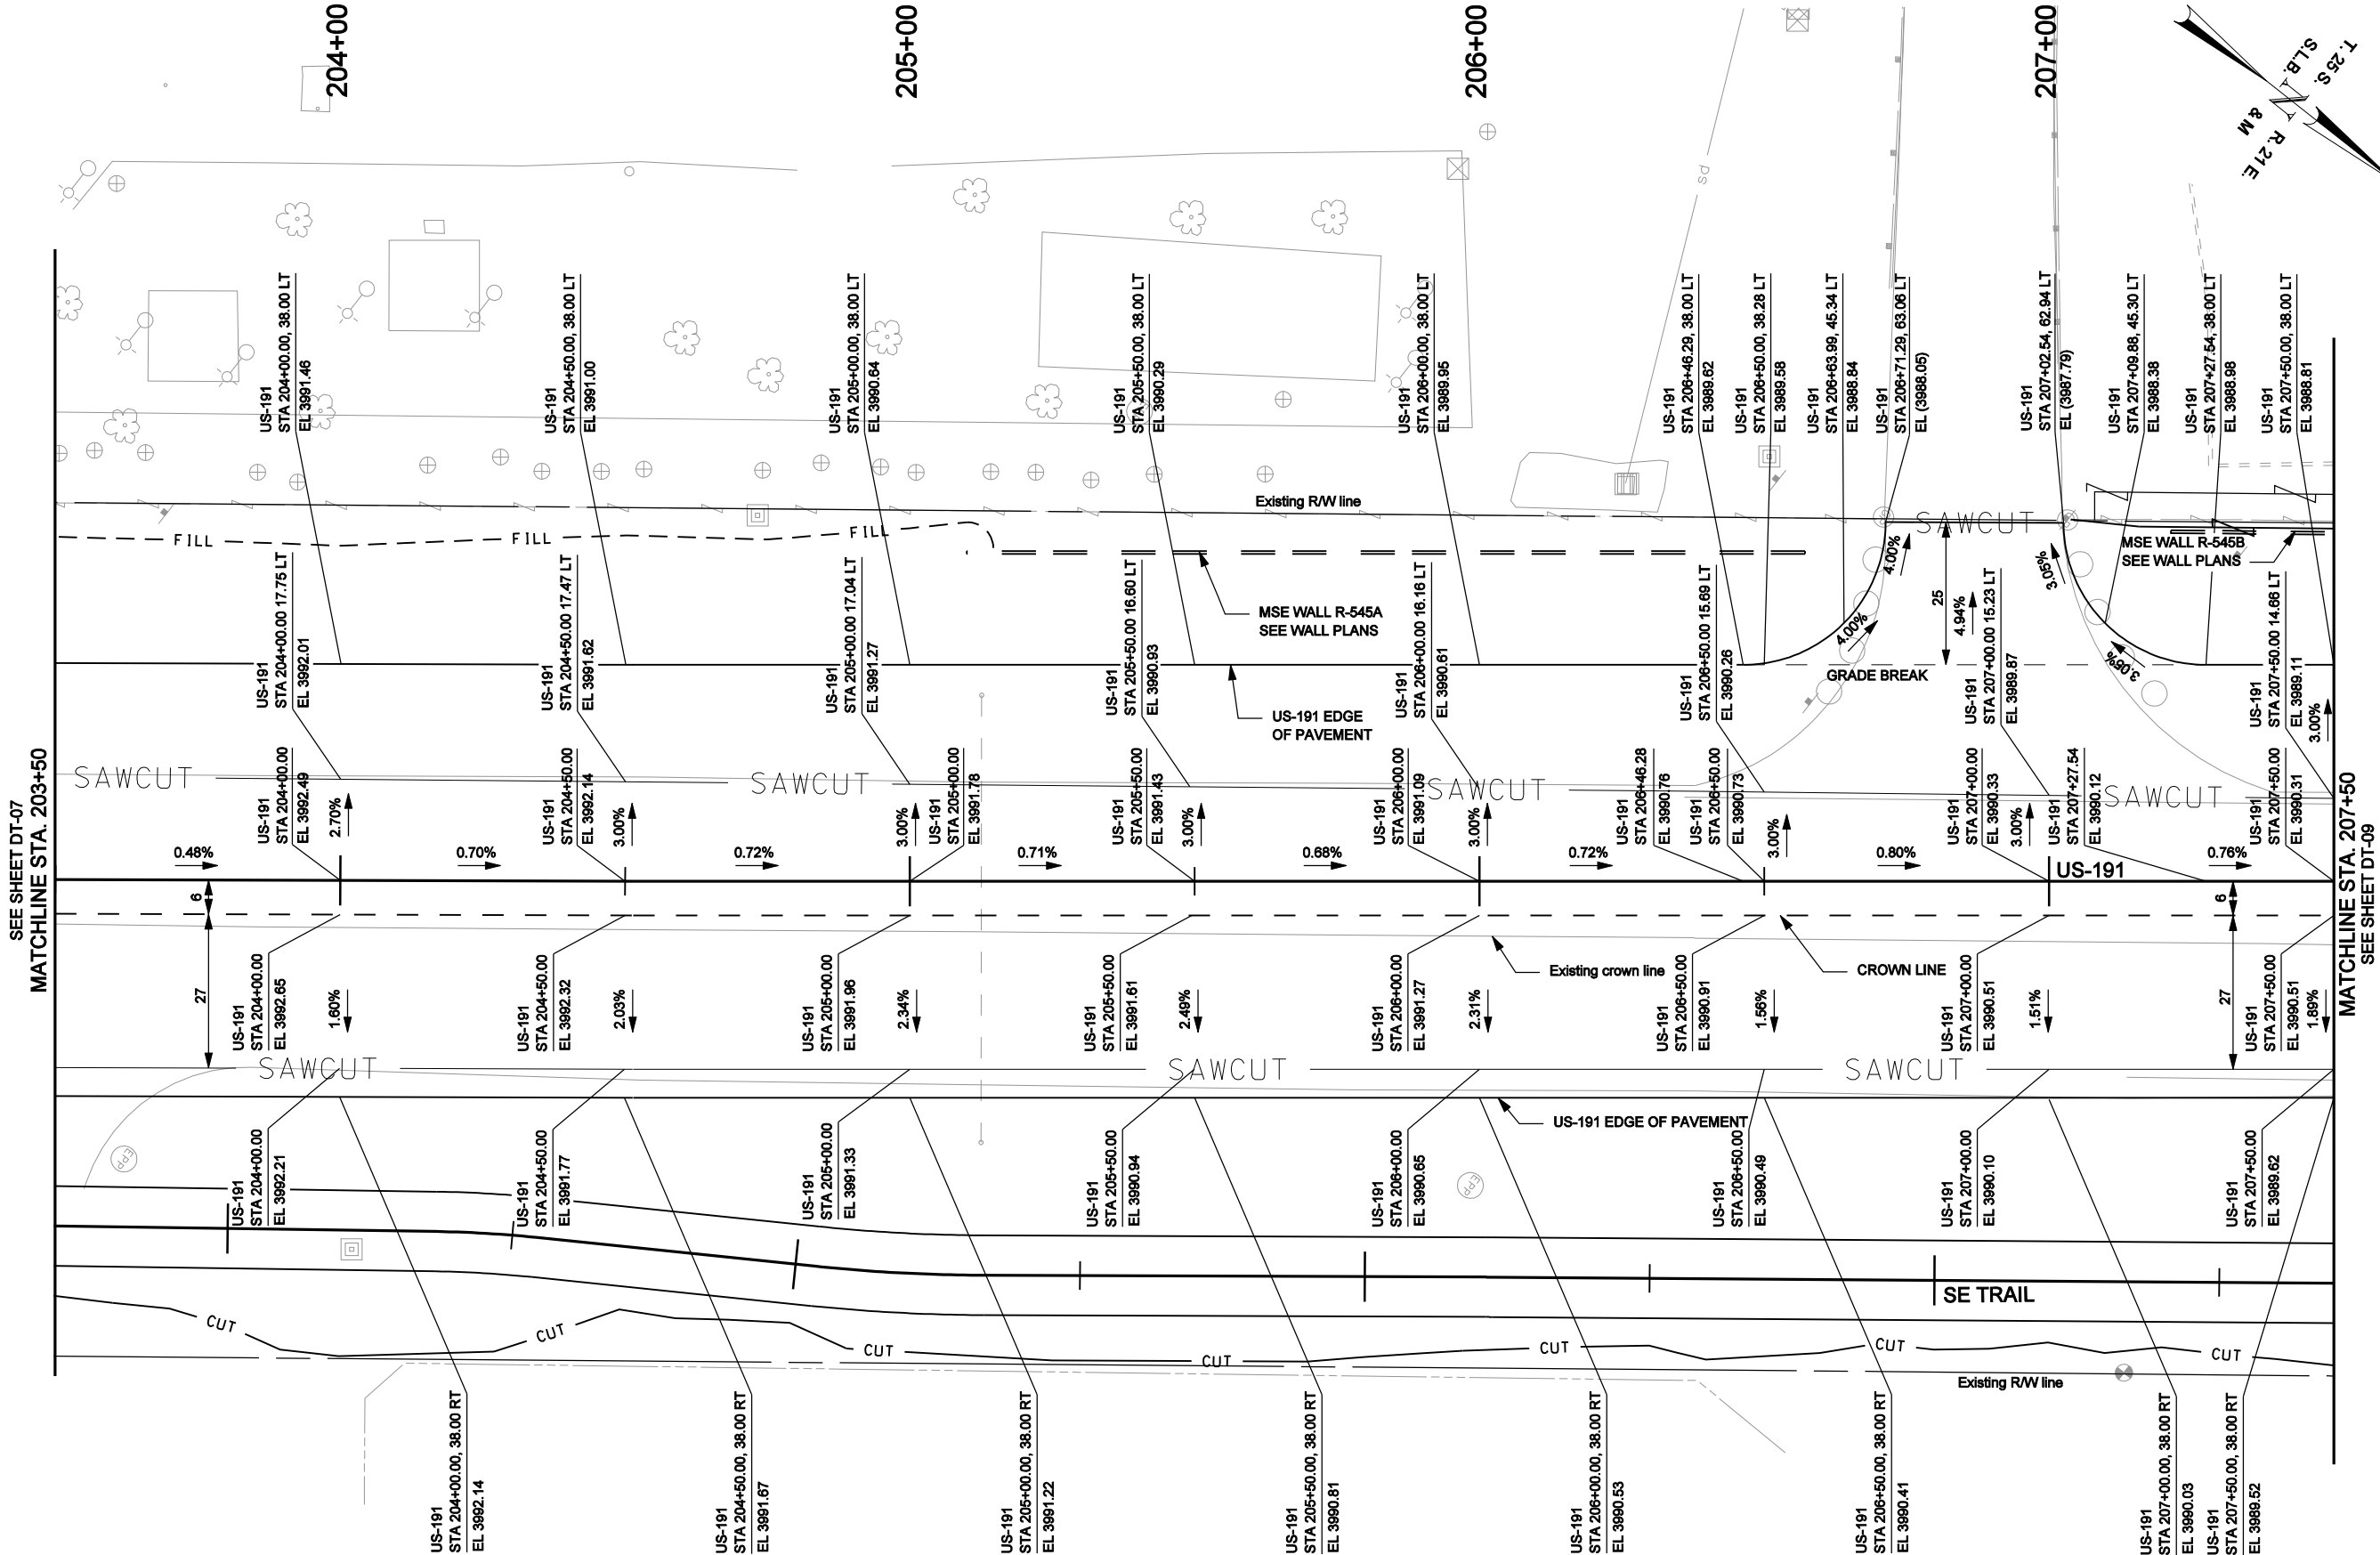 204+00
205+00
206+00
207+00
T. 25 S.
S.L.B.
& M
R. 21 E.
N
sd
US-191
STA 204+00.00, 38.00 LT
EL 3991.46
US-191
STA 204+50.00, 38.00 LT
EL 3991.00
US-191
STA 205+00.00, 38.00 LT
EL 3990.64
US-191
STA 205+50.00, 38.00 LT
EL 3990.29
US-191
STA 206+00.00, 38.00 LT
EL 3989.95
US-191
STA 206+46.29, 38.00 LT
EL 3989.62
US-191
STA 206+50.00, 38.28 LT
EL 3989.58
US-191
STA 206+63.99, 45.34 LT
EL 3988.84
US-191
STA 206+71.29, 63.06 LT
EL (3988.05)
US-191
STA 207+02.54, 62.94 LT
EL (3987.79)
US-191
STA 207+09.88, 45.30 LT
EL 3988.38
US-191
STA 207+27.54, 38.00 LT
EL 3988.98
US-191
STA 207+50.00, 38.00 LT
EL 3988.81
Existing R/W line
FILL
FILL
FILL
SAWCUT
MSE WALL R-545A
SEE WALL PLANS
MSE WALL R-545B
SEE WALL PLANS
4.00%
4.00%
25
4.94%
3.05%
3.05%
GRADE BREAK
US-191 EDGE
OF PAVEMENT
US-191
STA 204+00.00 17.75 LT
EL 3992.01
US-191
STA 204+50.00 17.47 LT
EL 3991.62
US-191
STA 205+00.00 17.04 LT
EL 3991.27
US-191
STA 205+50.00 16.60 LT
EL 3990.93
US-191
STA 206+00.00 16.16 LT
EL 3990.61
US-191
STA 206+50.00 15.69 LT
EL 3990.26
US-191
STA 207+00.00 15.23 LT
EL 3989.87
US-191
STA 207+50.00 14.66 LT
EL 3989.11
3.00%
SAWCUT
SAWCUT
SAWCUT
SAWCUT
US-191
STA 204+00.00
EL 3992.49
2.70%
US-191
STA 204+50.00
EL 3992.14
3.00%
3.00%
US-191
STA 205+00.00
EL 3991.78
US-191
STA 205+50.00
EL 3991.43
3.00%
US-191
STA 206+00.00
EL 3991.09
3.00%
US-191
STA 206+46.28
EL 3990.76
US-191
STA 206+50.00
EL 3990.73
3.00%
US-191
STA 207+00.00
EL 3990.33
3.00%
US-191
STA 207+27.54
EL 3990.12
US-191
STA 207+50.00
EL 3990.31
0.48%
0.70%
0.72%
0.71%
0.68%
0.72%
0.80%
0.76%
US-191
SEE SHEET DT-07
MATCHLINE STA. 203+50
MATCHLINE STA. 207+50
SEE SHEET DT-09
6
27
6
27
US-191
STA 204+00.00
EL 3992.65
1.60%
US-191
STA 204+50.00
EL 3992.32
2.03%
US-191
STA 205+00.00
EL 3991.96
2.34%
US-191
STA 205+50.00
EL 3991.61
2.49%
US-191
STA 206+00.00
EL 3991.27
2.31%
Existing crown line
US-191
STA 206+50.00
EL 3990.91
1.56%
CROWN LINE
US-191
STA 207+00.00
EL 3990.51
1.51%
US-191
STA 207+50.00
EL 3990.51
1.89%
SAWCUT
SAWCUT
SAWCUT
US-191 EDGE OF PAVEMENT
EPP
EPP
US-191
STA 204+00.00
EL 3992.21
US-191
STA 204+50.00
EL 3991.77
US-191
STA 205+00.00
EL 3991.33
US-191
STA 205+50.00
EL 3990.94
US-191
STA 206+00.00
EL 3990.65
US-191
STA 206+50.00
EL 3990.49
US-191
STA 207+00.00
EL 3990.10
US-191
STA 207+50.00
EL 3989.62
SE TRAIL
CUT
CUT
CUT
CUT
CUT
CUT
CUT
Existing R/W line
US-191
STA 204+00.00, 38.00 RT
EL 3992.14
US-191
STA 204+50.00, 38.00 RT
EL 3991.67
US-191
STA 205+00.00, 38.00 RT
EL 3991.22
US-191
STA 205+50.00, 38.00 RT
EL 3990.81
US-191
STA 206+00.00, 38.00 RT
EL 3990.53
US-191
STA 206+50.00, 38.00 RT
EL 3990.41
US-191
STA 207+00.00, 38.00 RT
EL 3990.03
US-191
STA 207+50.00, 38.00 RT
EL 3989.52